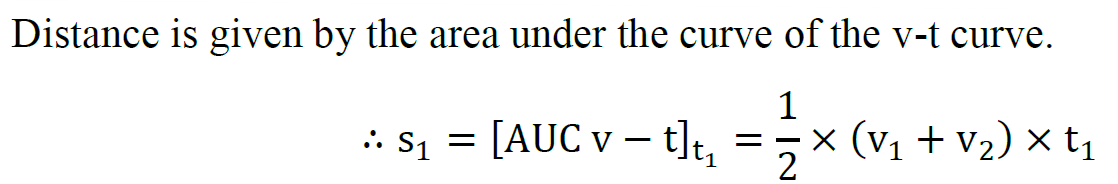 Distance is given by the area under the curve of the v-t curve.
∴ s₁ = [AUC v − t]ₜ₁ = 1/2 × (v₁ + v₂) × t₁